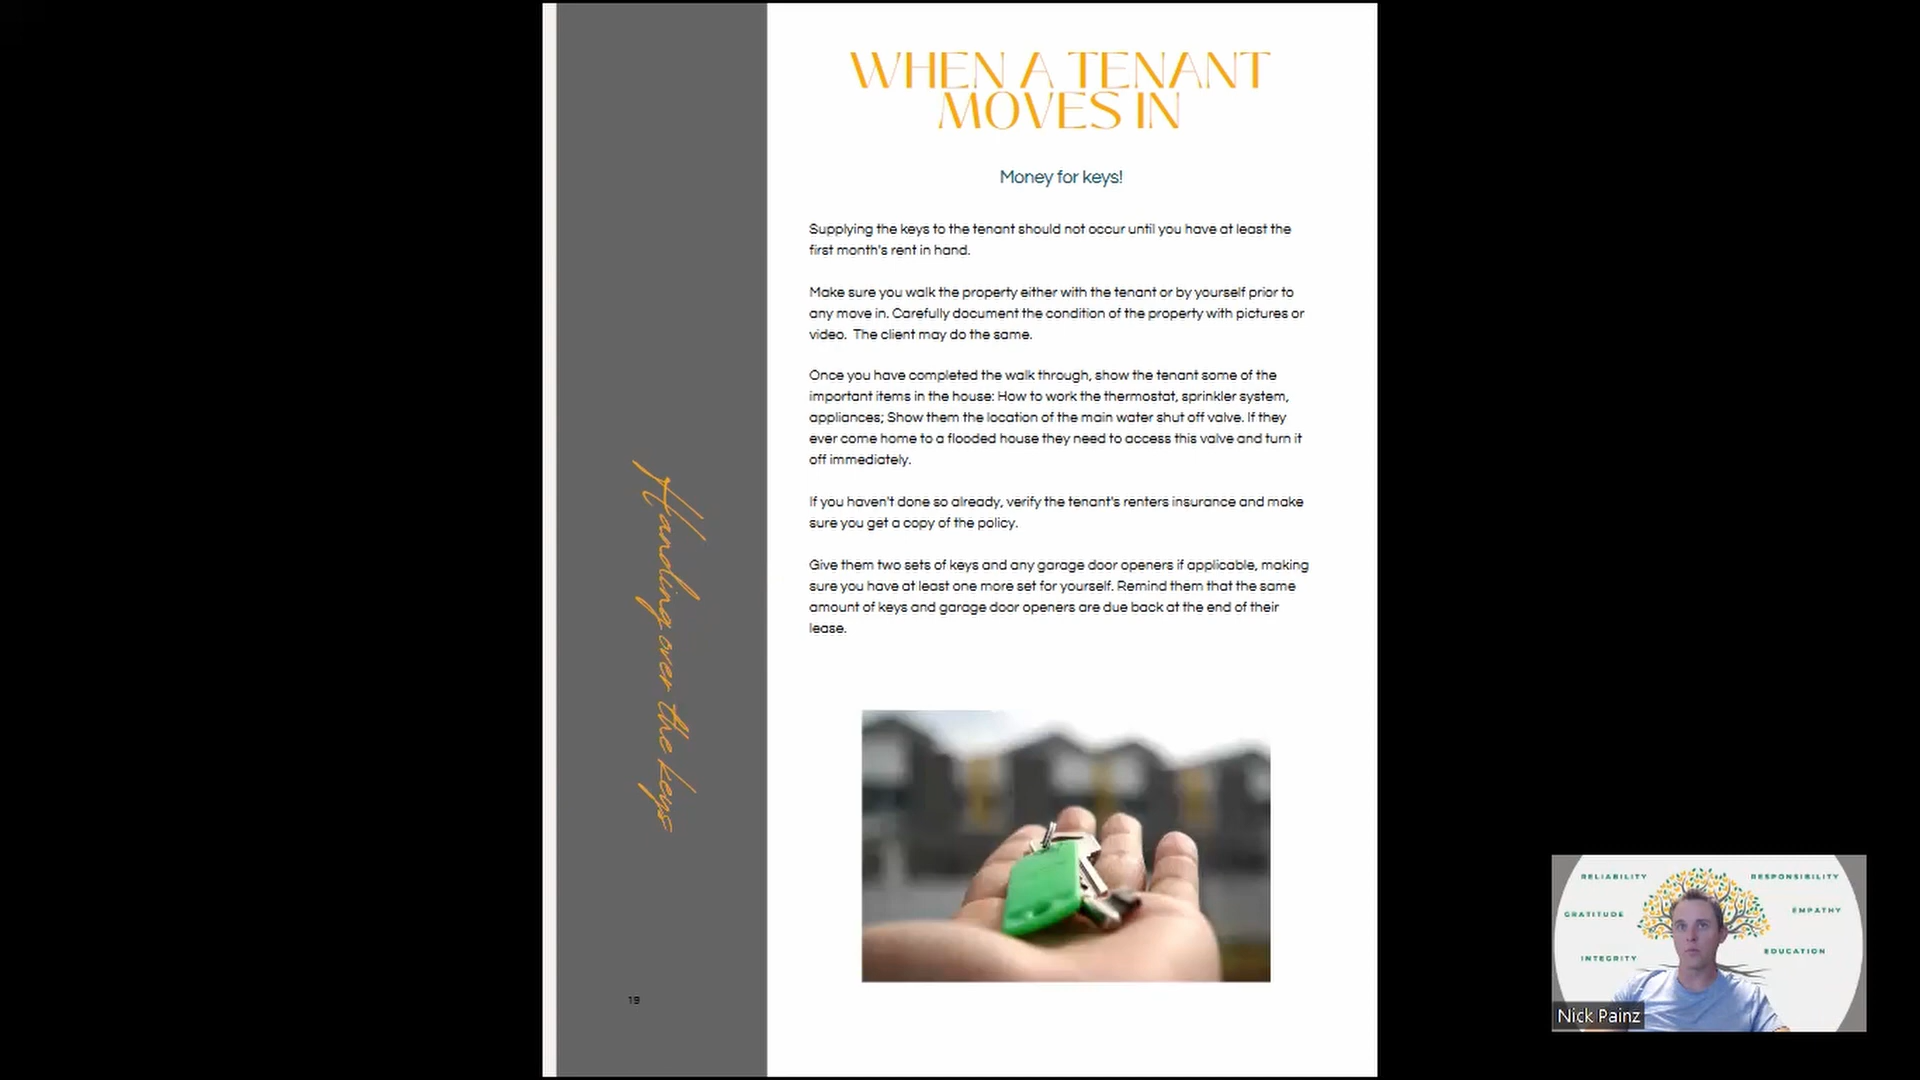 WHEN A TENANT
MOVES IN
Money for keys!
Supplying the keys to the tenant should not occur until you have at least the
first month's rent in hand.
Make sure you walk the property either with the tenant or by yourself prior to
any move in. Carefully document the condition of the property with pictures or
video.  The client may do the same.
Once you have completed the walk through, show the tenant some of the
important items in the house: How to work the thermostat, sprinkler system,
appliances; Show them the location of the main water shut off valve. If they
ever come home to a flooded house they need to access this valve and turn it
off immediately.
If you haven't done so already, verify the tenant's renters insurance and make
sure you get a copy of the policy.
Give them two sets of keys and any garage door openers if applicable, making
sure you have at least one more set for yourself. Remind them that the same
amount of keys and garage door openers are due back at the end of their
lease.
Handing over the keys
19
RELIABILITY
RESPONSIBILITY
GRATITUDE
EMPATHY
INTEGRITY
EDUCATION
Nick Painz